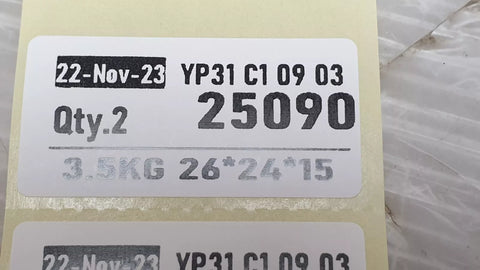 22-Nov-23 YP31 C1 09 03
Qty.2 25090
3.5KG 26*24*15
22-Nov-23 YP31 C1 09 03